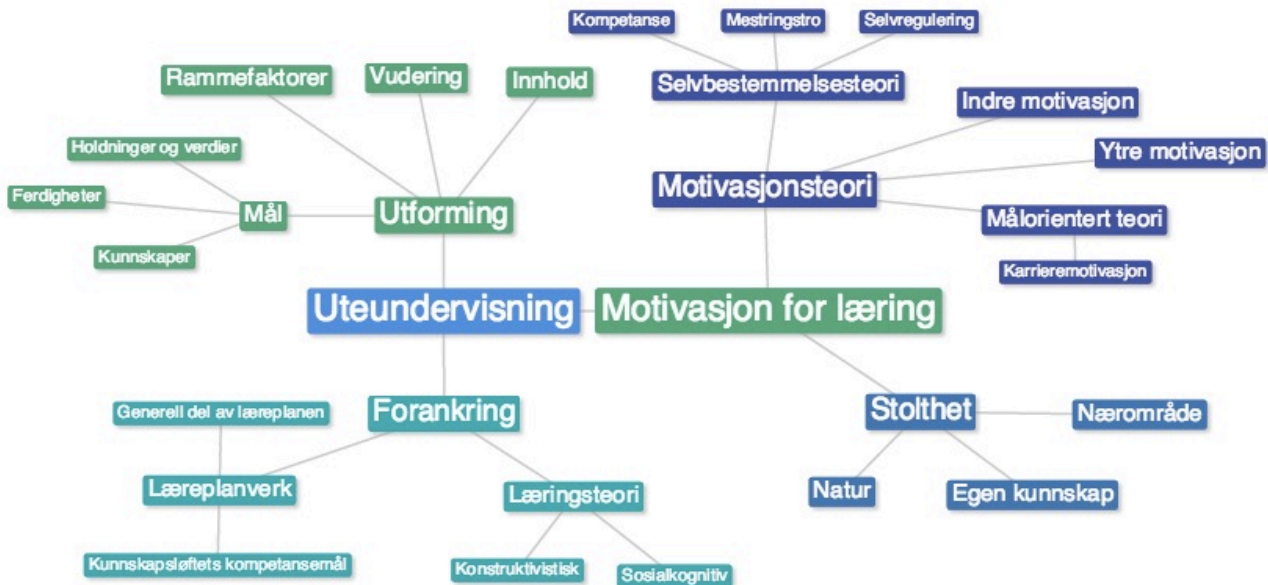 Kompetanse
Mestringstro
Selvregulering
Rammefaktorer
Vudering
Innhold
Selvbestemmelsesteori
Indre motivasjon
Holdninger og verdier
Ytre motivasjon
Ferdigheter
Mål
Utforming
Motivasjonsteori
Målorientert teori
Kunnskaper
Karrieremotivasjon
Uteundervisning
Motivasjon for læring
Generell del av læreplanen
Forankring
Stolthet
Nærområde
Læreplanverk
Læringsteori
Natur
Egen kunnskap
Kunnskapsløftets kompetansemål
Konstruktivistisk
Sosialkognitiv